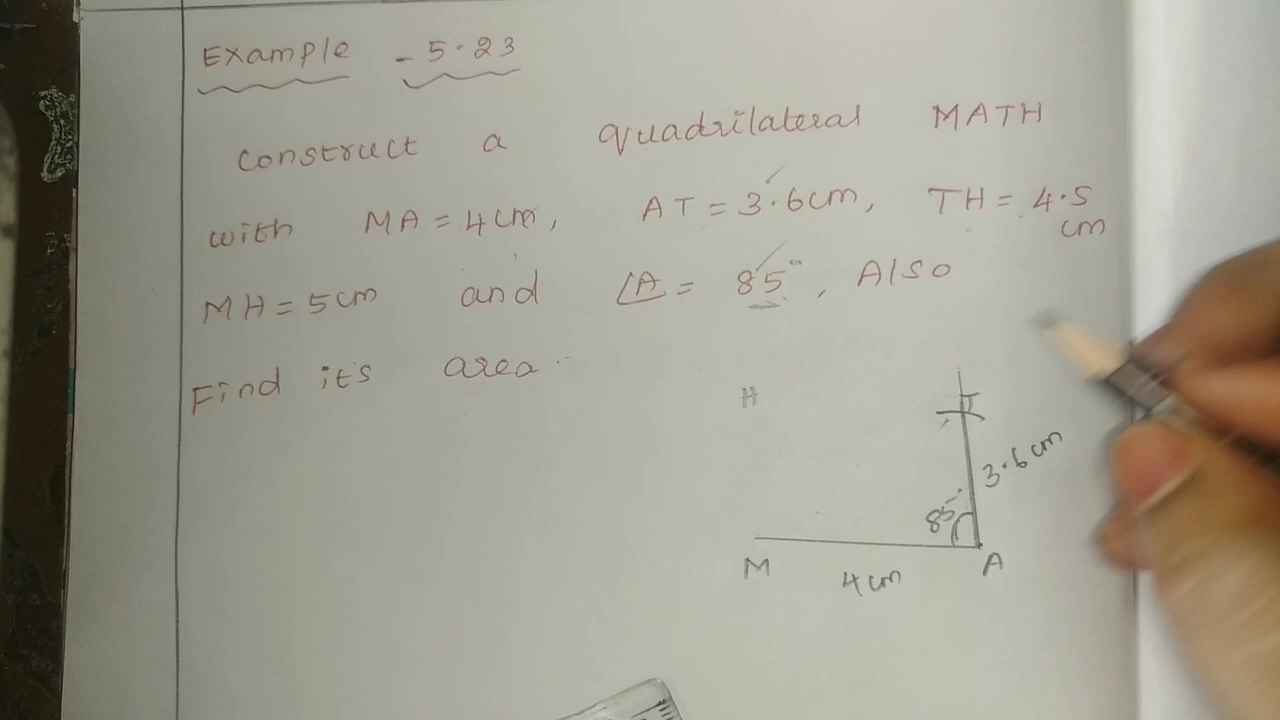 Example - 5.23
construct a quadrilateral MATH
with MA = 4cm, AT = 3.6cm, TH = 4.5 cm
MH = 5cm and ∠A = 85°, Also
Find it's area.
H T
3.6cm
85°
M A
4cm